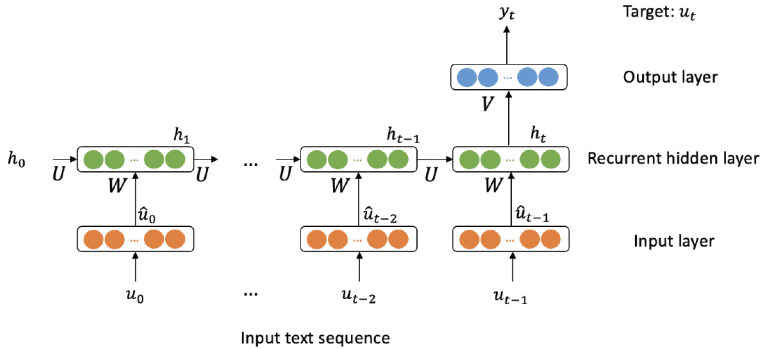 y_t Target: u_t
... Output layer
V
h_1 h_{t−1} h_t
h_0 ... ... ... ... Recurrent hidden layer
U W U U W U W
û_0 û_{t−2} û_{t−1}
... ... ... Input layer
u_0 ... u_{t−2} u_{t−1}
Input text sequence